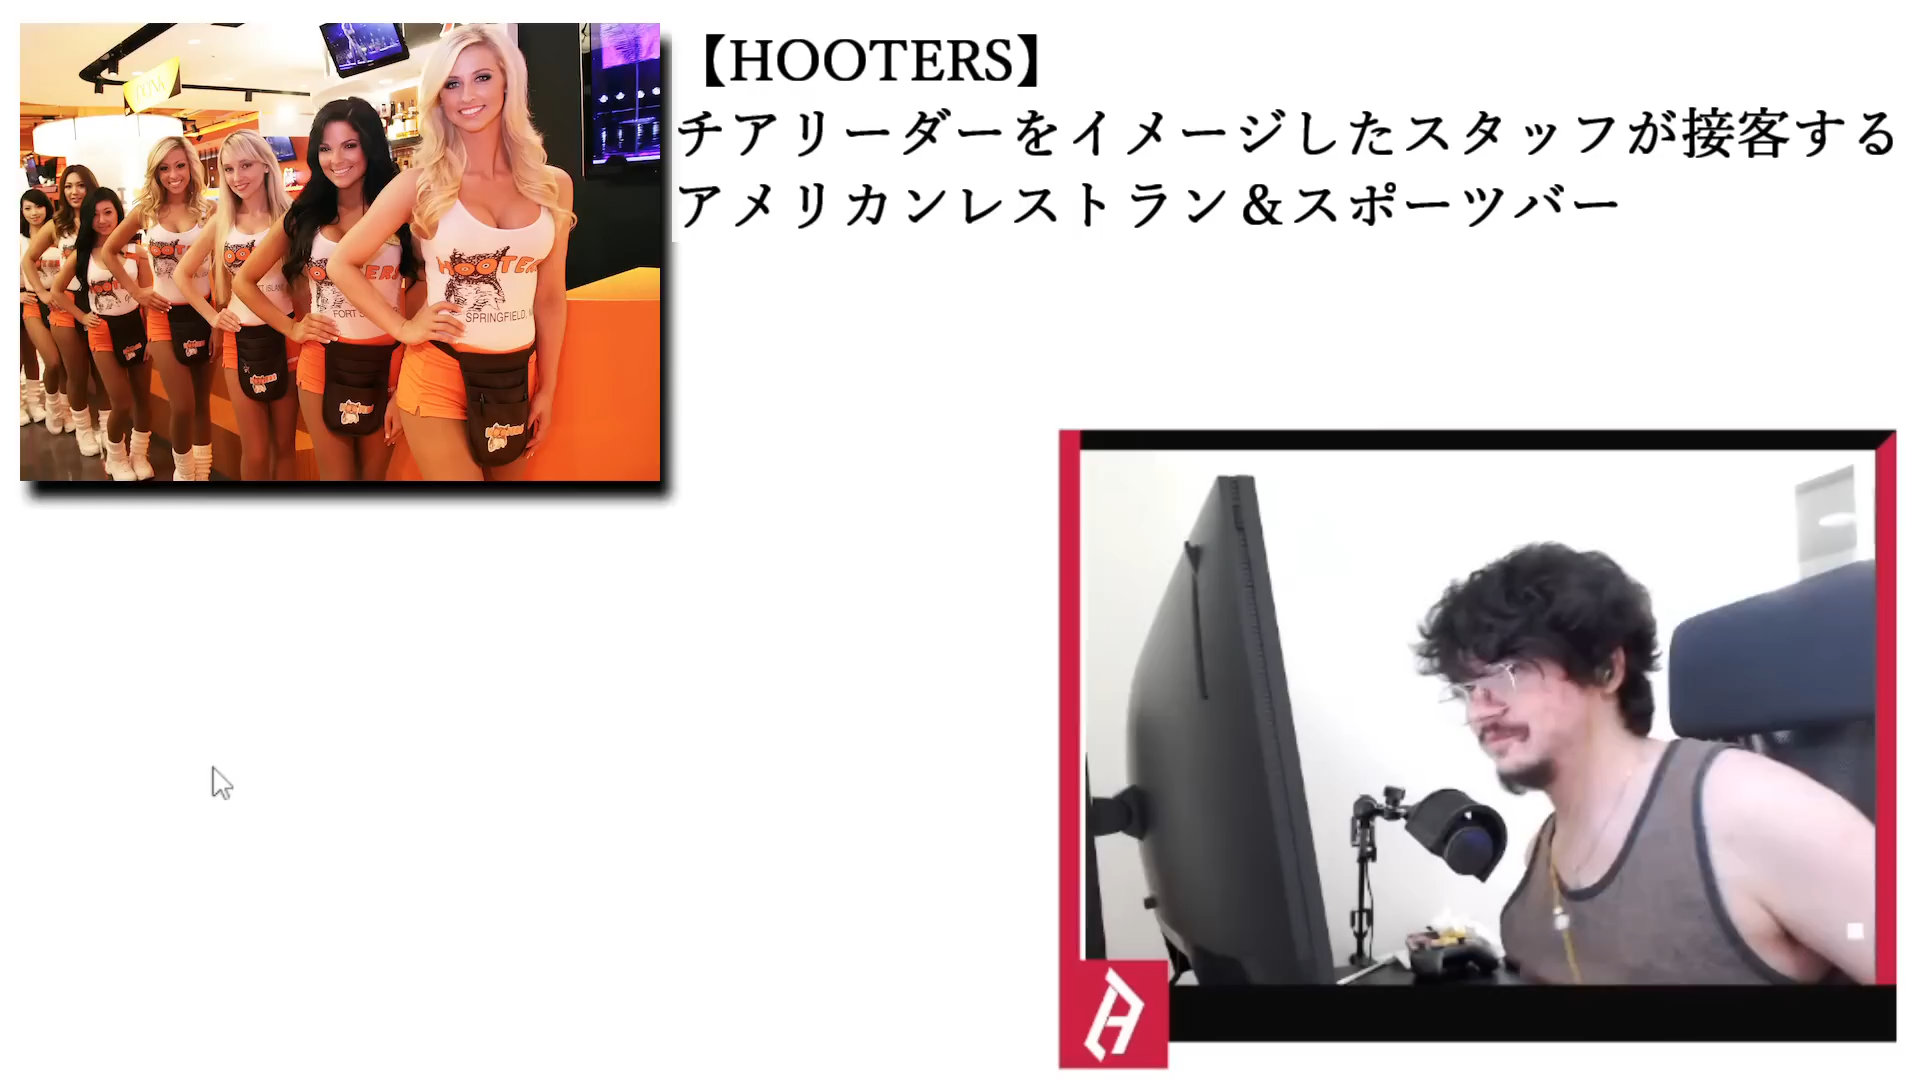 【HOOTERS】
チアリーダーをイメージしたスタッフが接客する
アメリカンレストラン＆スポーツバー
HOOTERS
SPRINGFIELD, M